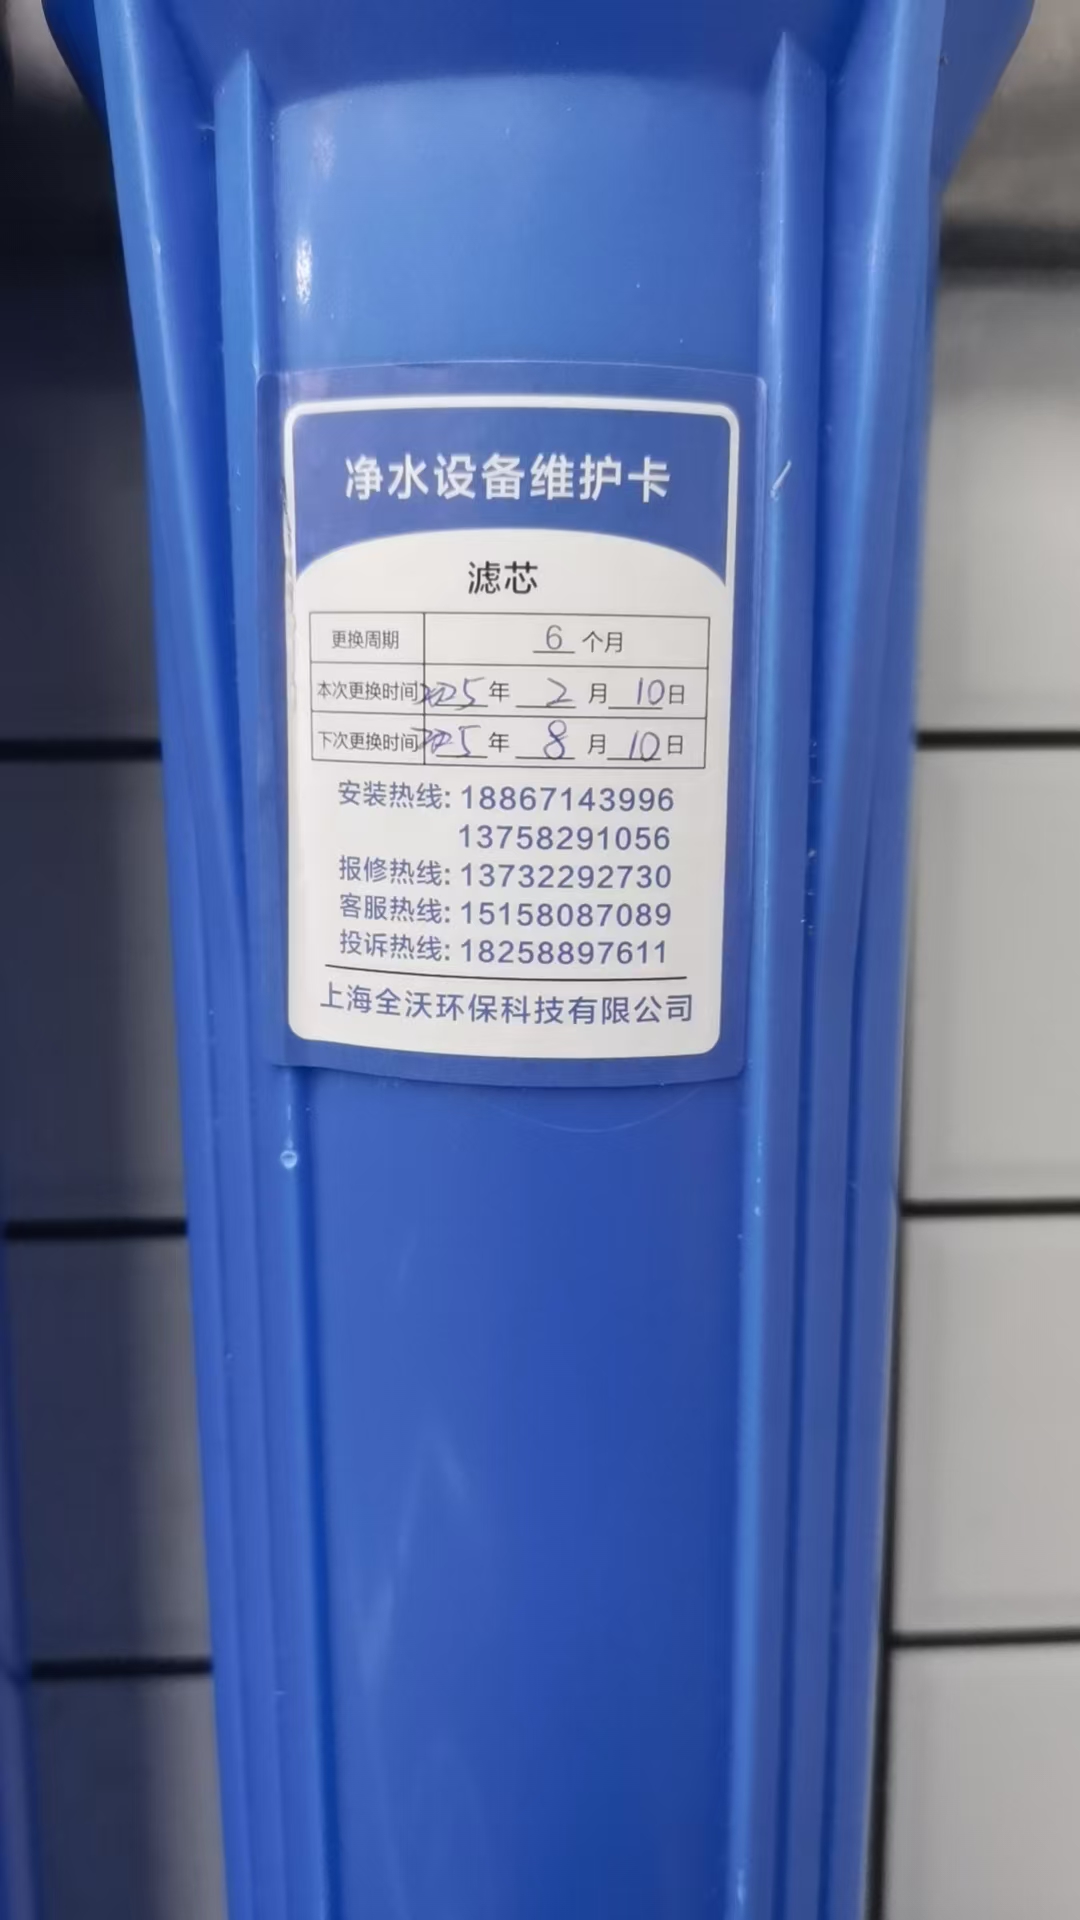 净水设备维护卡
滤芯
更换周期 6 个月
本次更换时间 2025 年 2 月 10 日
下次更换时间 2025 年 8 月 10 日
安装热线: 18867143996
13758291056
报修热线: 13732292730
客服热线: 15158087089
投诉热线: 18258897611
上海全沃环保科技有限公司